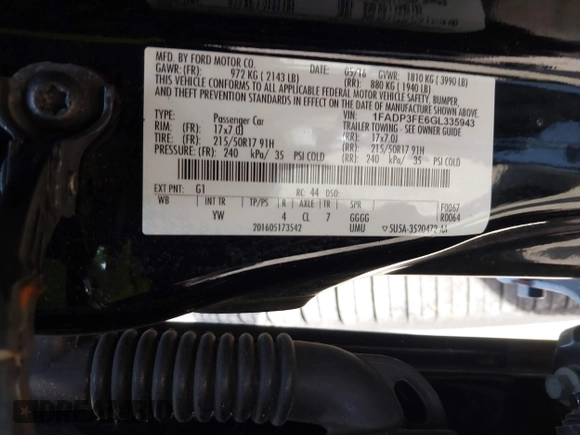 MFD. BY FORD MOTOR CO.
DATE: 05/16 GVWR: 1810 KG ( 3990 LB)
GAWR: (FR): 972 KG ( 2143 LB) (RR): 880 KG ( 1940 LB)
THIS VEHICLE CONFORMS TO ALL APPLICABLE FEDERAL MOTOR VEHICLE SAFETY, BUMPER,
AND THEFT PREVENTION STANDARDS IN EFFECT ON THE DATE OF MANUFACTURE SHOWN ABOVE.
VIN: 1FADP3FE6GL335943
TYPE: Passenger Car TRAILER TOWING - SEE OWNER GUIDE
RIM: (FR): 17x7.0J (RR): 17x7.0J
TIRE: (FR): 215/50R17 91H (RR): 215/50R17 91H
PRESSURE: (FR): 240 kPa/ 35 PSI COLD (RR): 240 kPa/ 35 PSI COLD
EXT PNT: G1 RC: 44 DSO:
WB INT TR TP/PS R AXLE TR SPR F0067
YW 4 CL 7 GGGG R0064
201605173542 UMU SU5A-3520472-AA